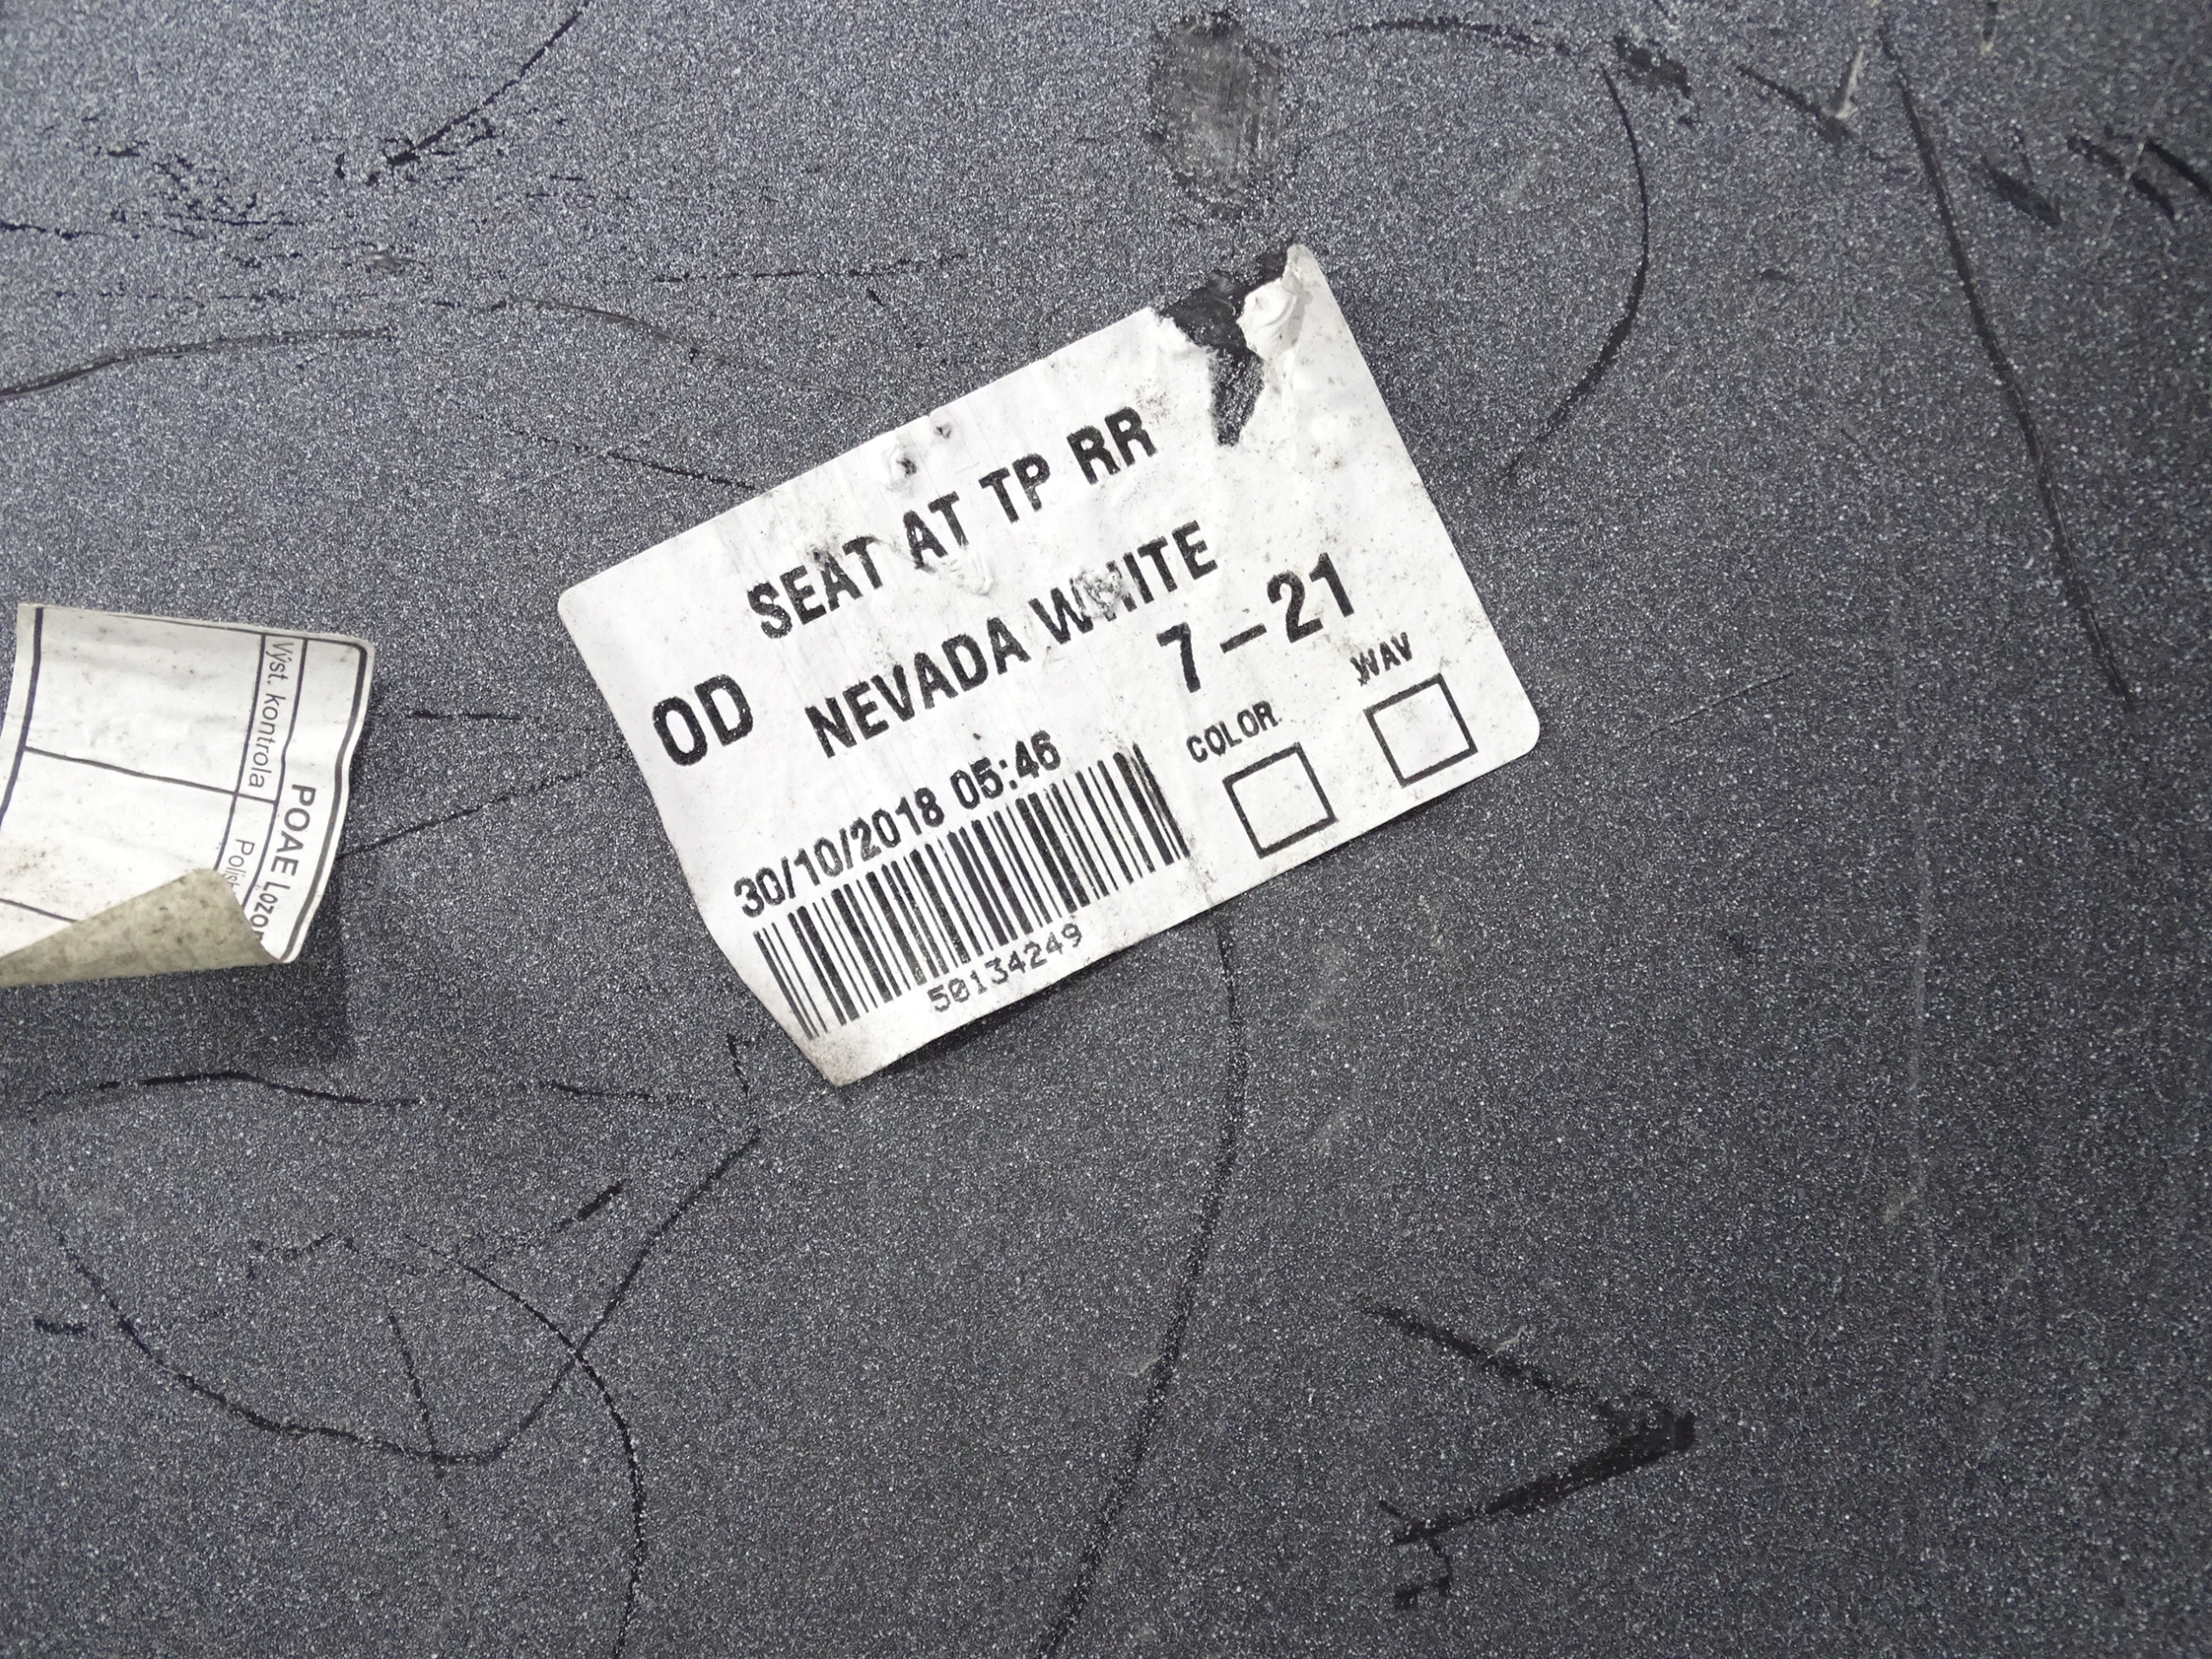 SEAT AT TP RR
OD NEVADA WHITE
7-21
30/10/2018 05:46
COLOR WAV
50134249
POAE
Výst. kontrola